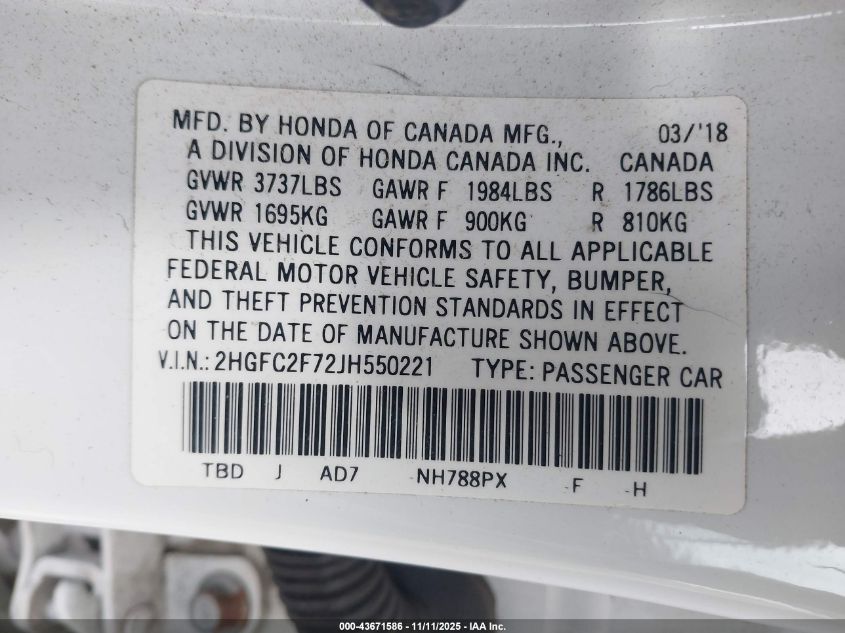 MFD. BY HONDA OF CANADA MFG., 03/'18
A DIVISION OF HONDA CANADA INC. CANADA
GVWR 3737LBS GAWR F 1984LBS R 1786LBS
GVWR 1695KG GAWR F 900KG R 810KG
THIS VEHICLE CONFORMS TO ALL APPLICABLE
FEDERAL MOTOR VEHICLE SAFETY, BUMPER,
AND THEFT PREVENTION STANDARDS IN EFFECT
ON THE DATE OF MANUFACTURE SHOWN ABOVE.
V.I.N.: 2HGFC2F72JH550221 TYPE: PASSENGER CAR
TBD J AD7 NH788PX F H
000-43671586 - 11/11/2025 - IAA Inc.